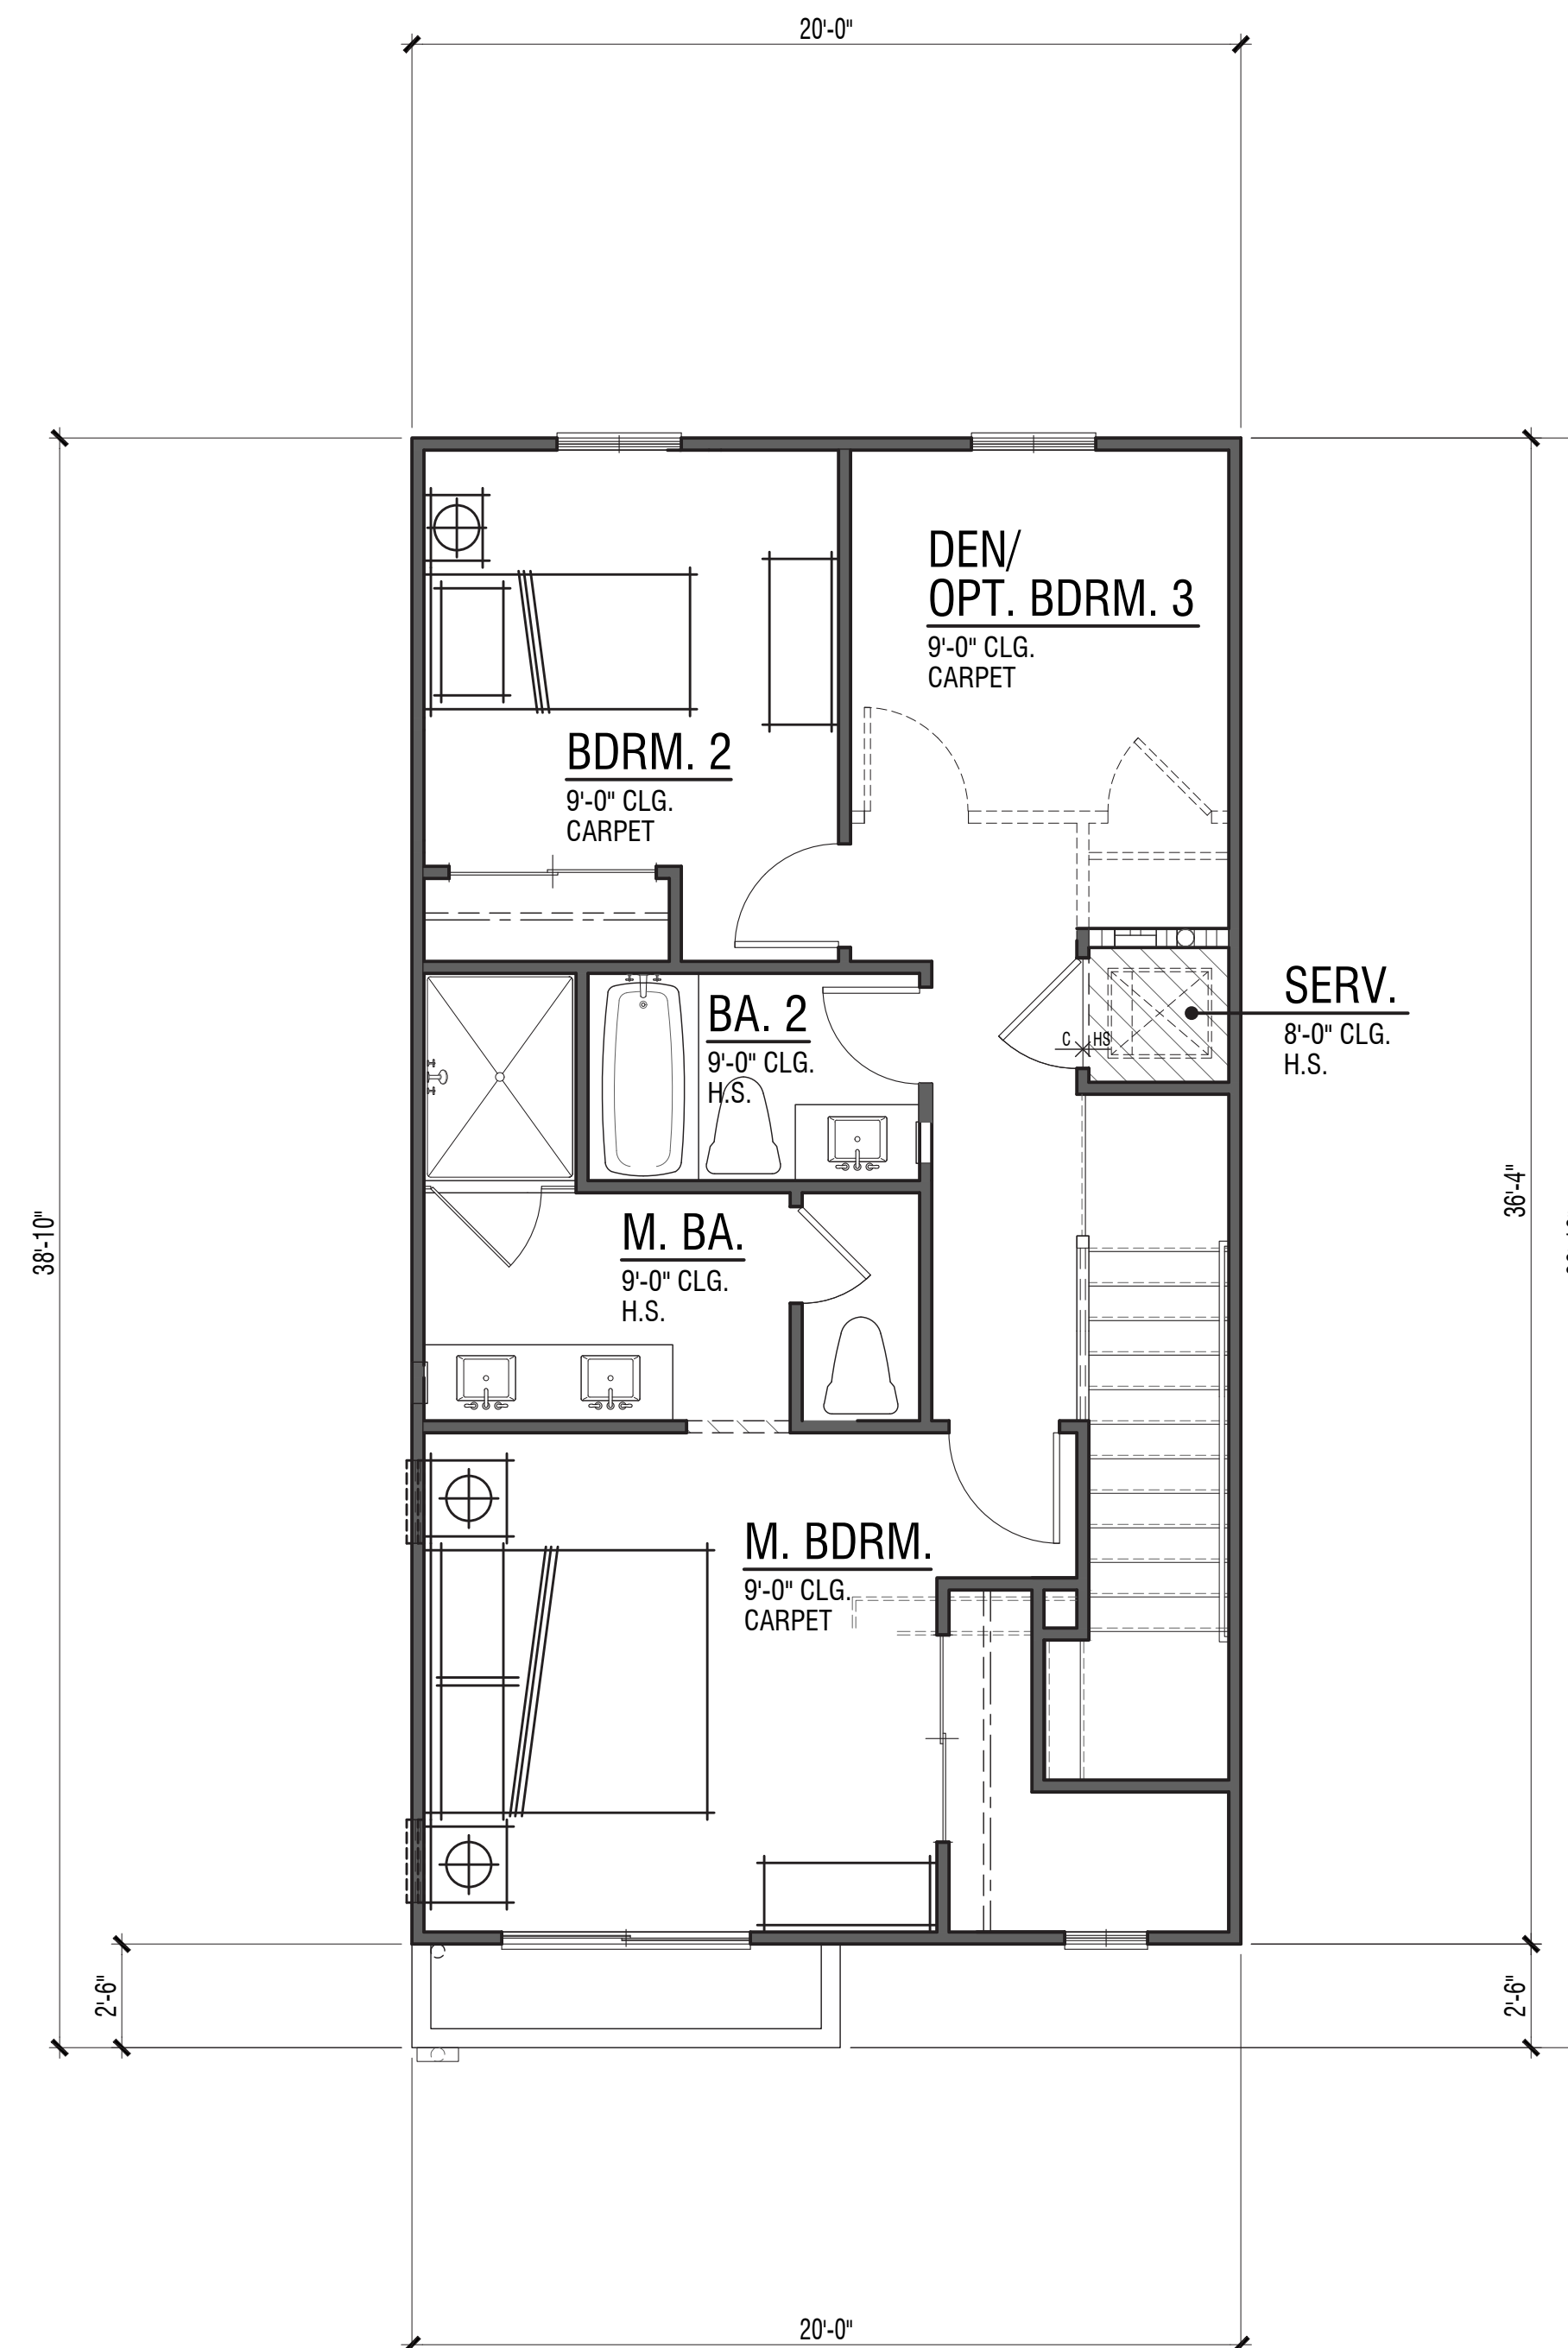 20'-0"
DEN/
OPT. BDRM. 3
9'-0" CLG.
CARPET
BDRM. 2
9'-0" CLG.
CARPET
SERV.
8'-0" CLG.
H.S.
C HS
BA. 2
9'-0" CLG.
H.S.
M. BA.
9'-0" CLG.
H.S.
38'-10"
36'-4"
M. BDRM.
9'-0" CLG.
CARPET
2'-6"
2'-6"
20'-0"